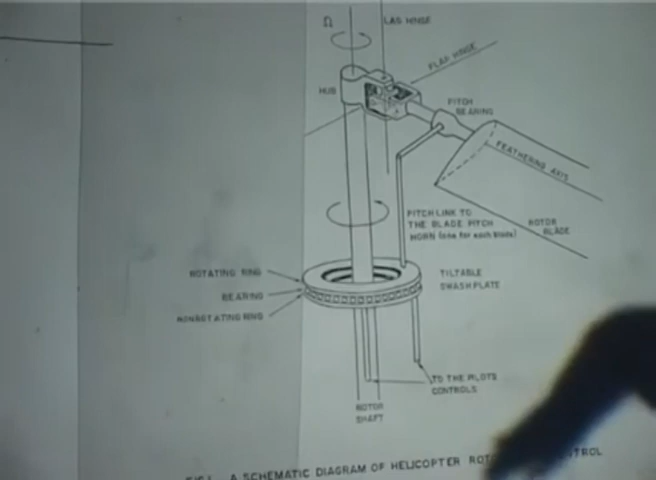 Ω
LAG HINGE
FLAP HINGE
HUB
PITCH
BEARING
FEATHERING AXIS
PITCH LINK TO
THE BLADE PITCH
HORN (one for each blade)
ROTOR
BLADE
ROTATING RING
TILTABLE
SWASH PLATE
BEARING
NONROTATING RING
TO THE PILOTS
CONTROLS
ROTOR
SHAFT
A SCHEMATIC DIAGRAM OF HELICOPTER